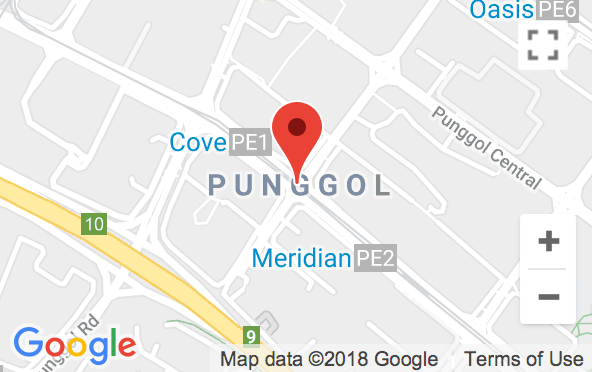 Oasis PE6
Punggol Central
Cove PE1
PUNGGOL
10
Meridian PE2
9
Rd
Google
Map data ©2018 Google
Terms of Use